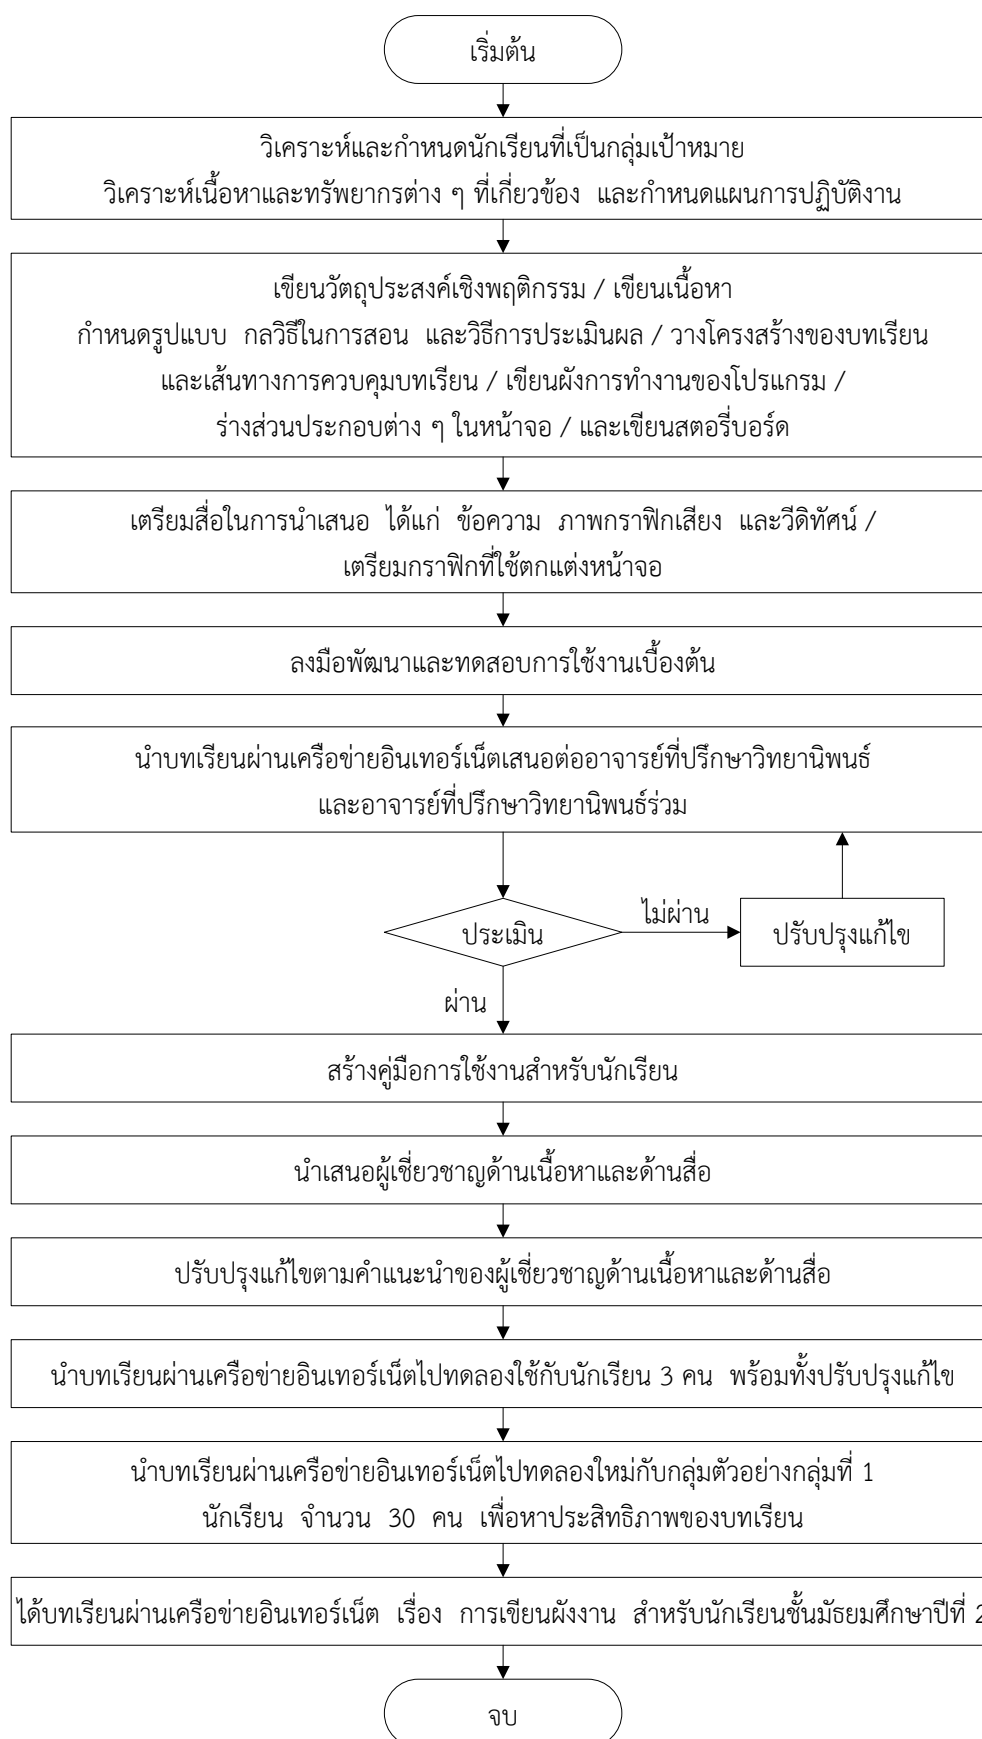 เริ่มต้น
วิเคราะห์และกำหนดนักเรียนที่เป็นกลุ่มเป้าหมาย
วิเคราะห์เนื้อหาและทรัพยากรต่าง ๆ ที่เกี่ยวข้อง และกำหนดแผนการปฏิบัติงาน
เขียนวัตถุประสงค์เชิงพฤติกรรม / เขียนเนื้อหา
กำหนดรูปแบบ กลวิธีในการสอน และวิธีการประเมินผล / วางโครงสร้างของบทเรียน
และเส้นทางการควบคุมบทเรียน / เขียนผังการทำงานของโปรแกรม /
ร่างส่วนประกอบต่าง ๆ ในหน้าจอ / และเขียนสตอรี่บอร์ด
เตรียมสื่อในการนำเสนอ ได้แก่ ข้อความ ภาพกราฟิกเสียง และวีดิทัศน์ /
เตรียมกราฟิกที่ใช้ตกแต่งหน้าจอ
ลงมือพัฒนาและทดสอบการใช้งานเบื้องต้น
นำบทเรียนผ่านเครือข่ายอินเทอร์เน็ตเสนอต่ออาจารย์ที่ปรึกษาวิทยานิพนธ์
และอาจารย์ที่ปรึกษาวิทยานิพนธ์ร่วม
ไม่ผ่าน
ประเมิน
ปรับปรุงแก้ไข
ผ่าน
สร้างคู่มือการใช้งานสำหรับนักเรียน
นำเสนอผู้เชี่ยวชาญด้านเนื้อหาและด้านสื่อ
ปรับปรุงแก้ไขตามคำแนะนำของผู้เชี่ยวชาญด้านเนื้อหาและด้านสื่อ
นำบทเรียนผ่านเครือข่ายอินเทอร์เน็ตไปทดลองใช้กับนักเรียน 3 คน พร้อมทั้งปรับปรุงแก้ไข
นำบทเรียนผ่านเครือข่ายอินเทอร์เน็ตไปทดลองใหม่กับกลุ่มตัวอย่างกลุ่มที่ 1
นักเรียน จำนวน 30 คน เพื่อหาประสิทธิภาพของบทเรียน
ได้บทเรียนผ่านเครือข่ายอินเทอร์เน็ต เรื่อง การเขียนผังงาน สำหรับนักเรียนชั้นมัธยมศึกษาปีที่ 2
จบ